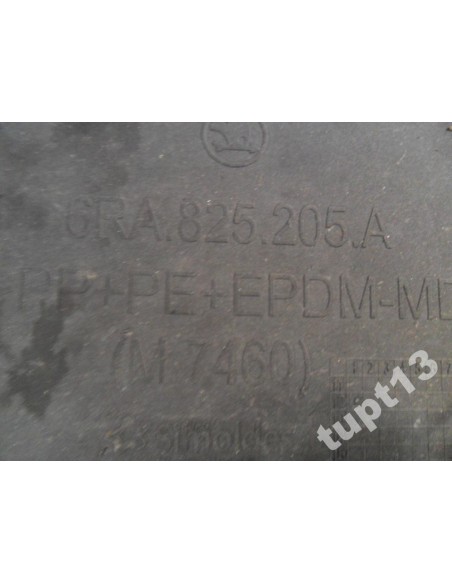 6RA.825.205.A
PP+PE+EPDM-MD
(M 7460)
tupt13